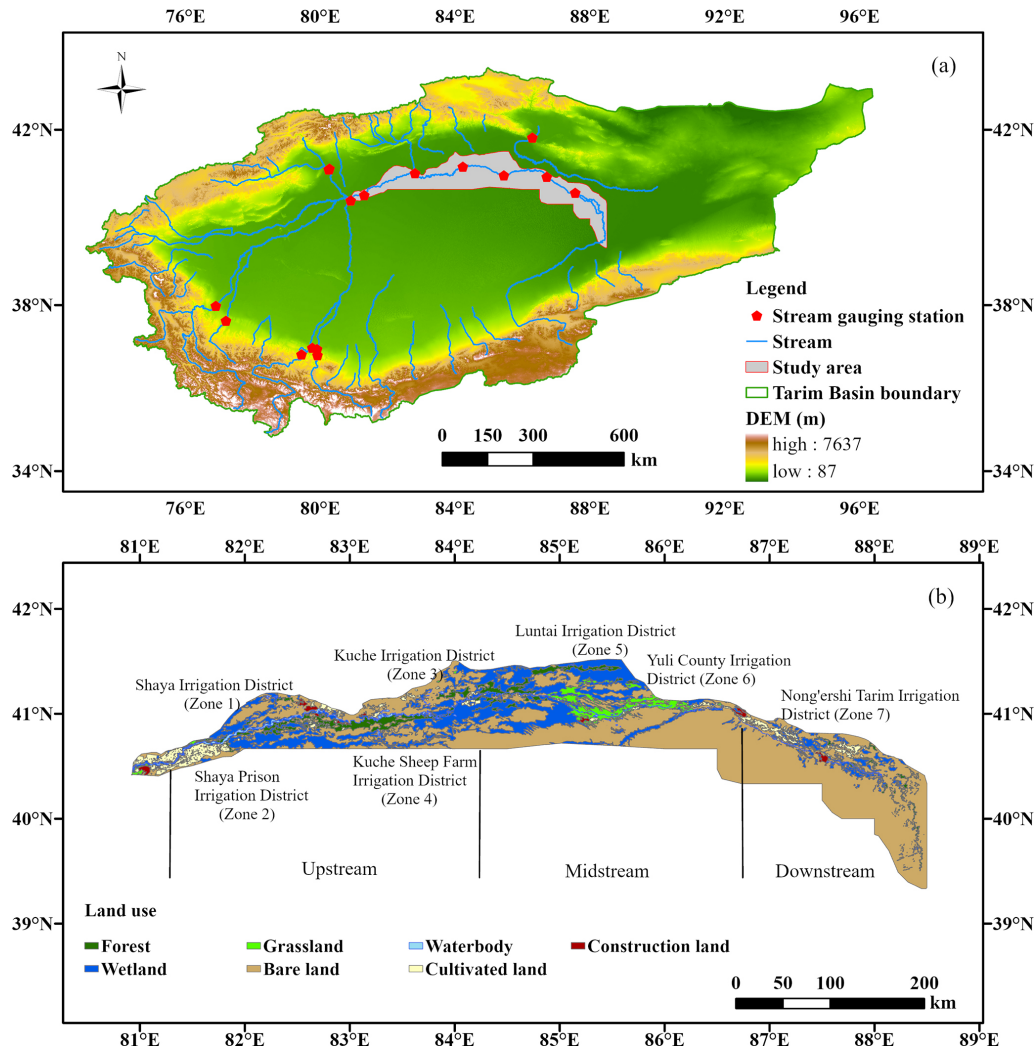 76°E 80°E 84°E 88°E 92°E 96°E
N
(a)
42°N 42°N
38°N 38°N
34°N 34°N
Legend
Stream gauging station
Stream
Study area
Tarim Basin boundary
DEM (m)
high : 7637
low : 87
0 150 300 600
km
76°E 80°E 84°E 88°E 92°E 96°E
81°E 82°E 83°E 84°E 85°E 86°E 87°E 88°E 89°E
(b)
42°N 42°N
41°N 41°N
40°N 40°N
39°N 39°N
Luntai Irrigation District
(Zone 5)
Kuche Irrigation District
(Zone 3)
Yuli County Irrigation
District (Zone 6)
Shaya Irrigation District
(Zone 1)
Nong'ershi Tarim Irrigation
District (Zone 7)
Shaya Prison
Irrigation District
(Zone 2)
Kuche Sheep Farm
Irrigation District
(Zone 4)
Upstream Midstream Downstream
Land use
Forest Grassland Waterbody Construction land
Wetland Bare land Cultivated land
0 50 100 200
km
81°E 82°E 83°E 84°E 85°E 86°E 87°E 88°E 89°E